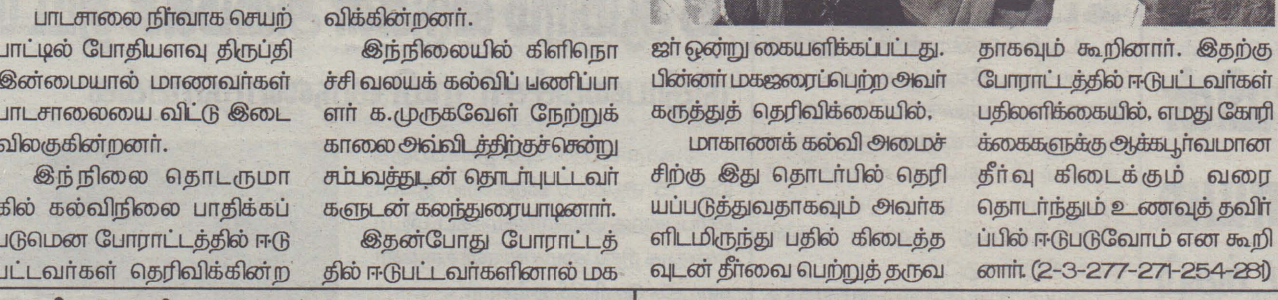 பாடசாலை நிர்வாக செயற்
பாட்டில் போதியளவு திருப்தி
இன்மையால் மாணவர்கள்
பாடசாலையை விட்டு இடை
விலகுகின்றனர்.
இந்நிலை தொடருமா
கில் கல்விநிலை பாதிக்கப்
படுமென போராட்டத்தில் ஈடு
பட்டவர்கள் தெரிவிக்கின்ற
விக்கின்றனர்.
இந்நிலையில் கிளிநொ
ச்சி வலயக் கல்விப் பணிப்பா
ளர் க.முருகவேள் நேற்றுக்
காலை அவ்விடத்திற்குச் சென்று
சம்பவத்துடன் தொடர்புபட்டவர்
களுடன் கலந்துரையாடினார்.
இதன்போது போராட்டத்
தில் ஈடுபட்டவர்களினால் மக
ஜர் ஒன்று கையளிக்கப்பட்டது.
பின்னர் மகஜரைப்பெற்ற அவர்
கருத்துத் தெரிவிக்கையில்,
மாகாணக் கல்வி அமைச்
சிற்கு இது தொடர்பில் தெரி
யப்படுத்துவதாகவும் அவர்க
ளிடமிருந்து பதில் கிடைத்த
வுடன் தீர்வை பெற்றுத் தருவ
தாகவும் கூறினார். இதற்கு
போராட்டத்தில் ஈடுபட்டவர்கள்
பதிலளிக்கையில், எமது கோரி
க்கைகளுக்கு ஆக்கபூர்வமான
தீர்வு கிடைக்கும் வரை
தொடர்ந்தும் உணவுத் தவிர்
ப்பில் ஈடுபடுவோம் என கூறி
னார். (2-3-277-271-254-281)